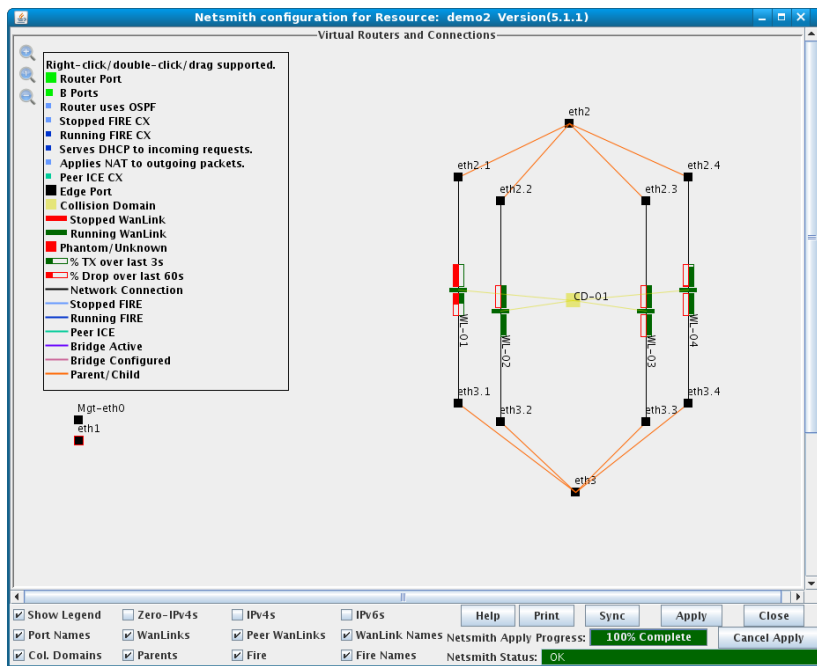 Netsmith configuration for Resource: demo2 Version(5.1.1)
Virtual Routers and Connections
Right-click/double-click/drag supported.
Router Port
B Ports
Router uses OSPF
Stopped FIRE CX
Running FIRE CX
Serves DHCP to incoming requests.
Applies NAT to outgoing packets.
Peer ICE CX
Edge Port
Collision Domain
Stopped WanLink
Running WanLink
Phantom/Unknown
% TX over last 3s
% Drop over last 60s
Network Connection
Stopped FIRE
Running FIRE
Peer ICE
Bridge Active
Bridge Configured
Parent/Child
Mgt-eth0
eth1
eth2
eth2.1
eth2.2
eth2.3
eth2.4
CD-01
WL-01
WL-02
WL-03
WL-04
eth3.1
eth3.2
eth3.3
eth3.4
eth3
Show Legend Zero-IPv4s IPv4s IPv6s Help Print Sync Apply Close
Port Names WanLinks Peer WanLinks WanLink Names Netsmith Apply Progress: 100% Complete Cancel Apply
Col. Domains Parents Fire Fire Names Netsmith Status: OK